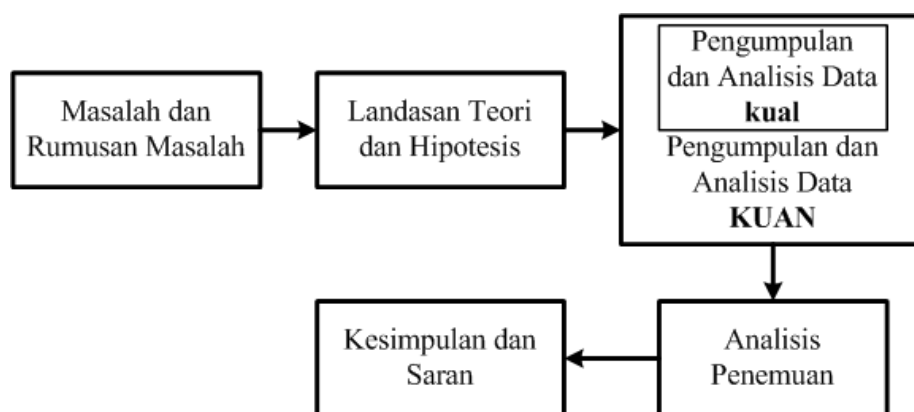 Masalah dan
Rumusan Masalah
Landasan Teori
dan Hipotesis
Pengumpulan
dan Analisis Data
kual
Pengumpulan dan
Analisis Data
KUAN
Analisis
Penemuan
Kesimpulan dan
Saran